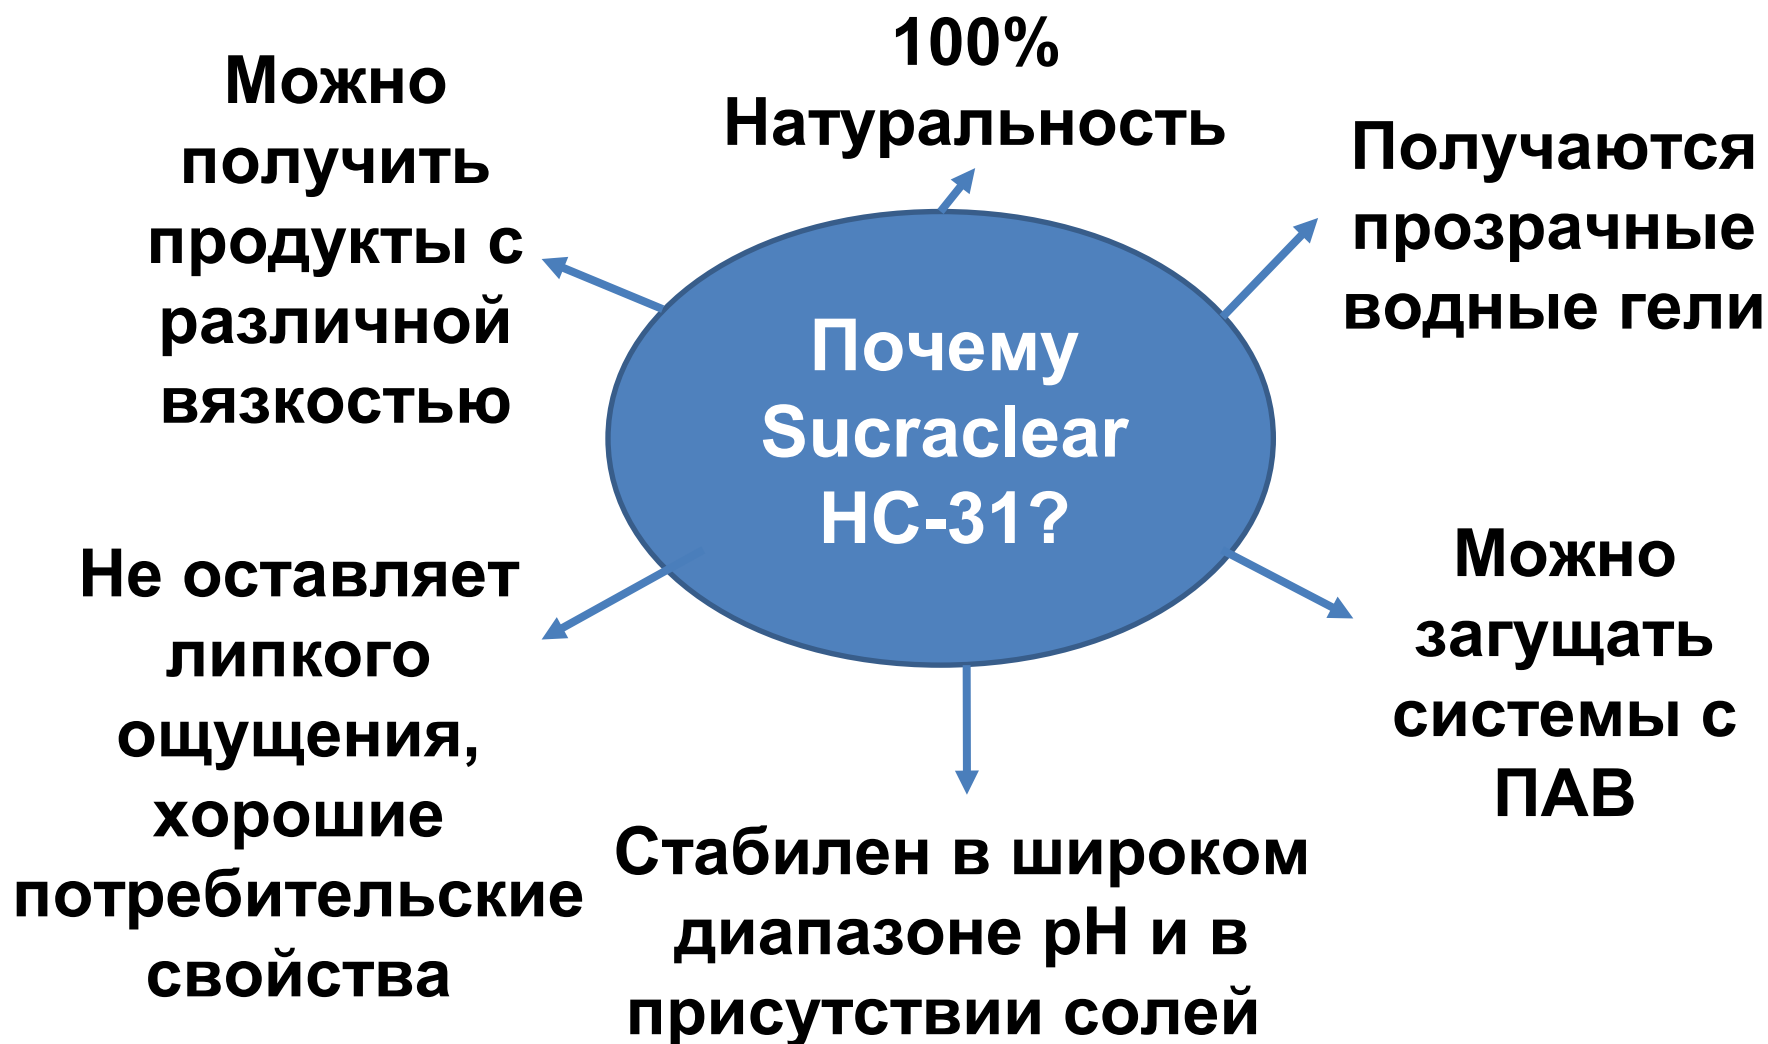 100%
Натуральность
Можно
получить
продукты с
различной
вязкостью
Получаются
прозрачные
водные гели
Почему
Sucraclear
HC-31?
Не оставляет
липкого
ощущения,
хорошие
потребительские
свойства
Можно
загущать
системы с
ПАВ
Стабилен в широком
диапазоне pH и в
присутствии солей